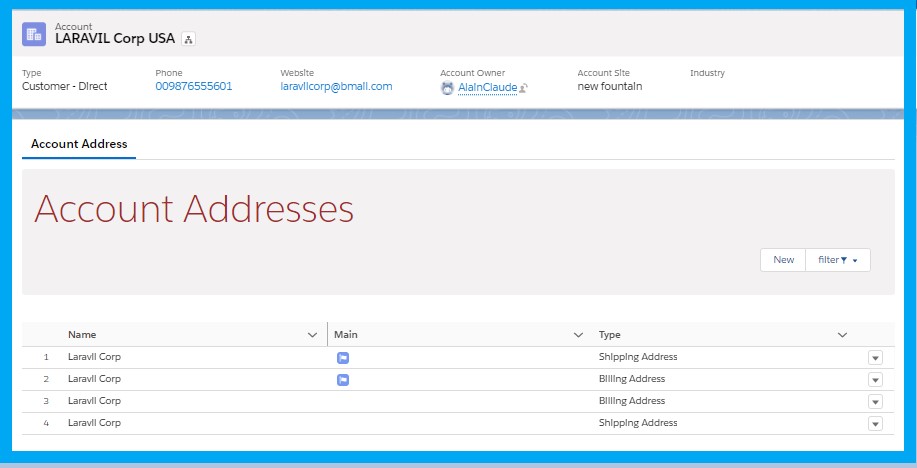 Account
LARAVIL Corp USA
Type Phone Website Account Owner Account Site Industry
Customer - Direct 009876555601 laravilcorp@bmail.com AlainClaude new fountain
Account Address
Account Addresses
New filter
Name Main Type
1 Laravil Corp Shipping Address
2 Laravil Corp Billing Address
3 Laravil Corp Billing Address
4 Laravil Corp Shipping Address